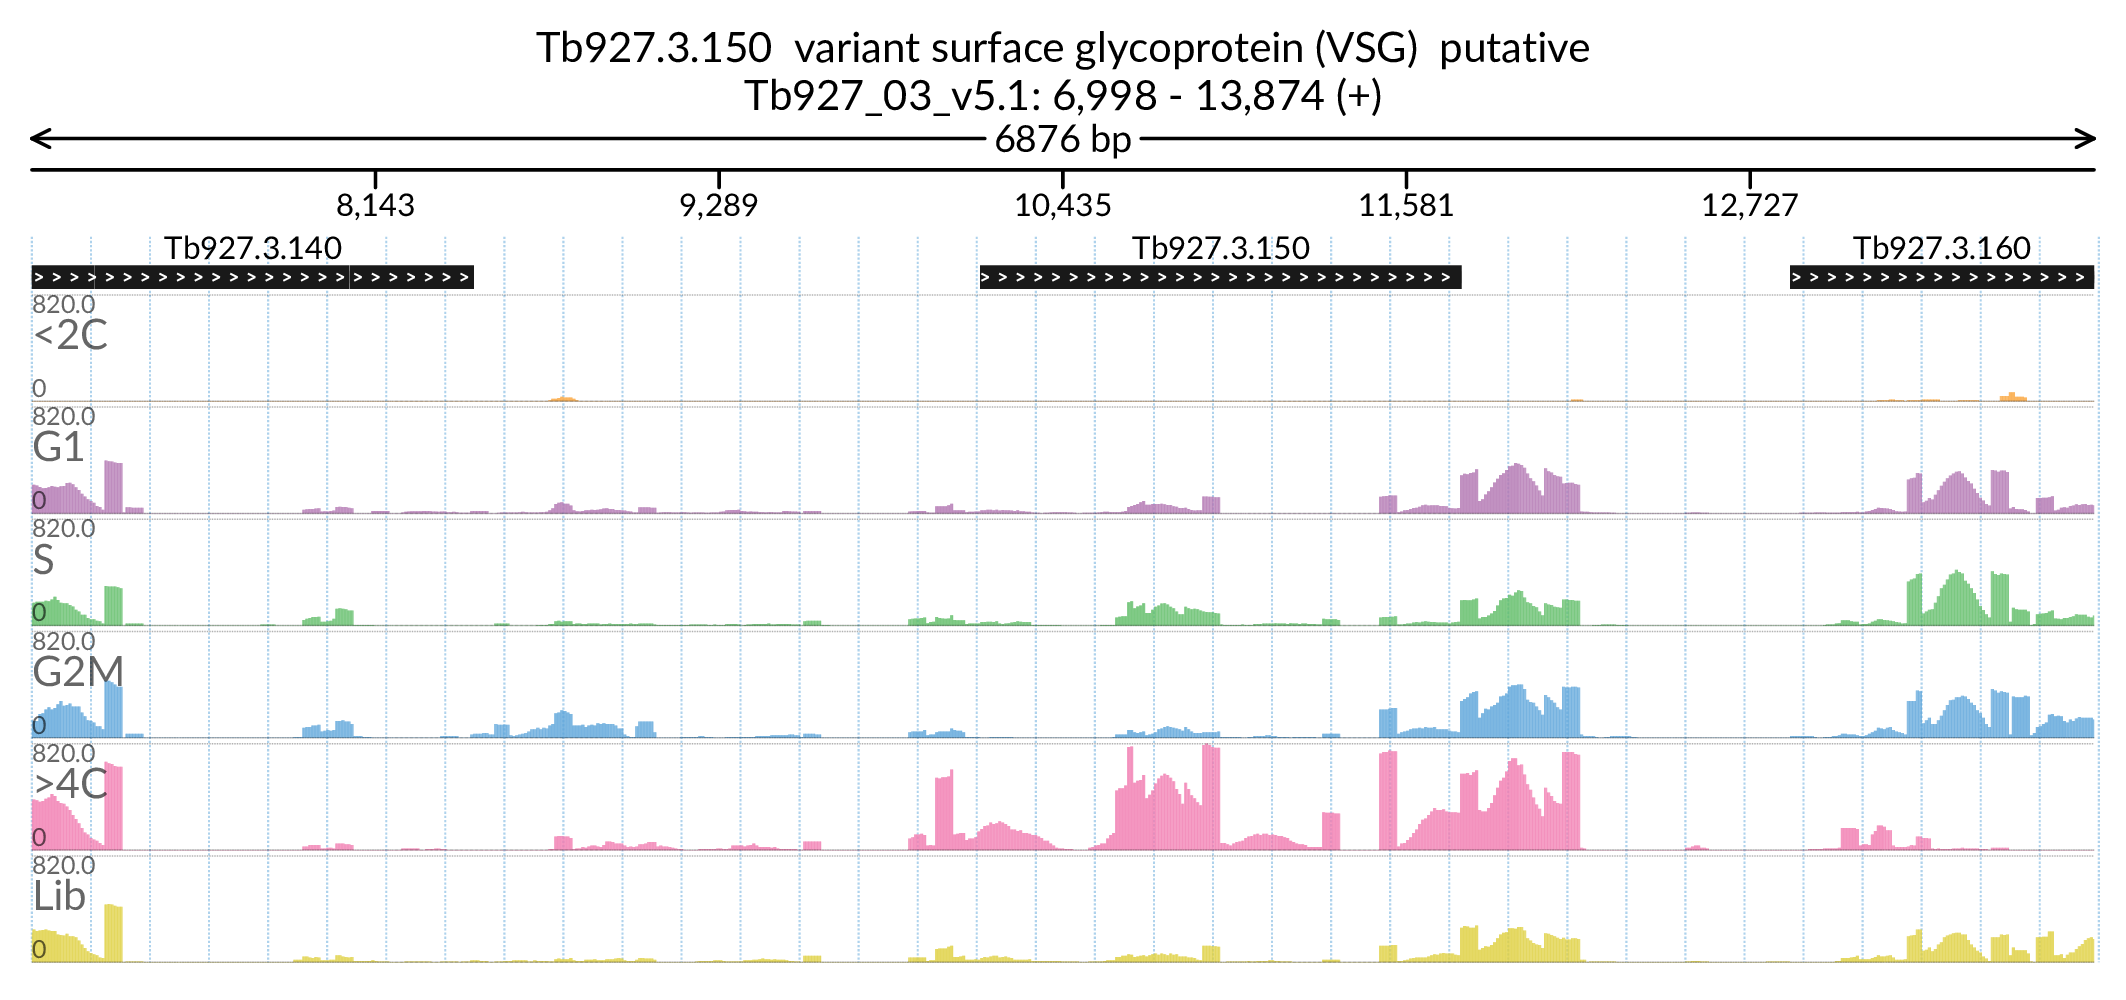 Tb927.3.150  variant surface glycoprotein (VSG)  putative
Tb927_03_v5.1: 6,998 - 13,874 (+)
6876 bp
8,143 9,289 10,435 11,581 12,727
Tb927.3.140 Tb927.3.150 Tb927.3.160
820.0
<2C
0
820.0
G1
0
820.0
S
0
820.0
G2M
0
820.0
>4C
0
820.0
Lib
0